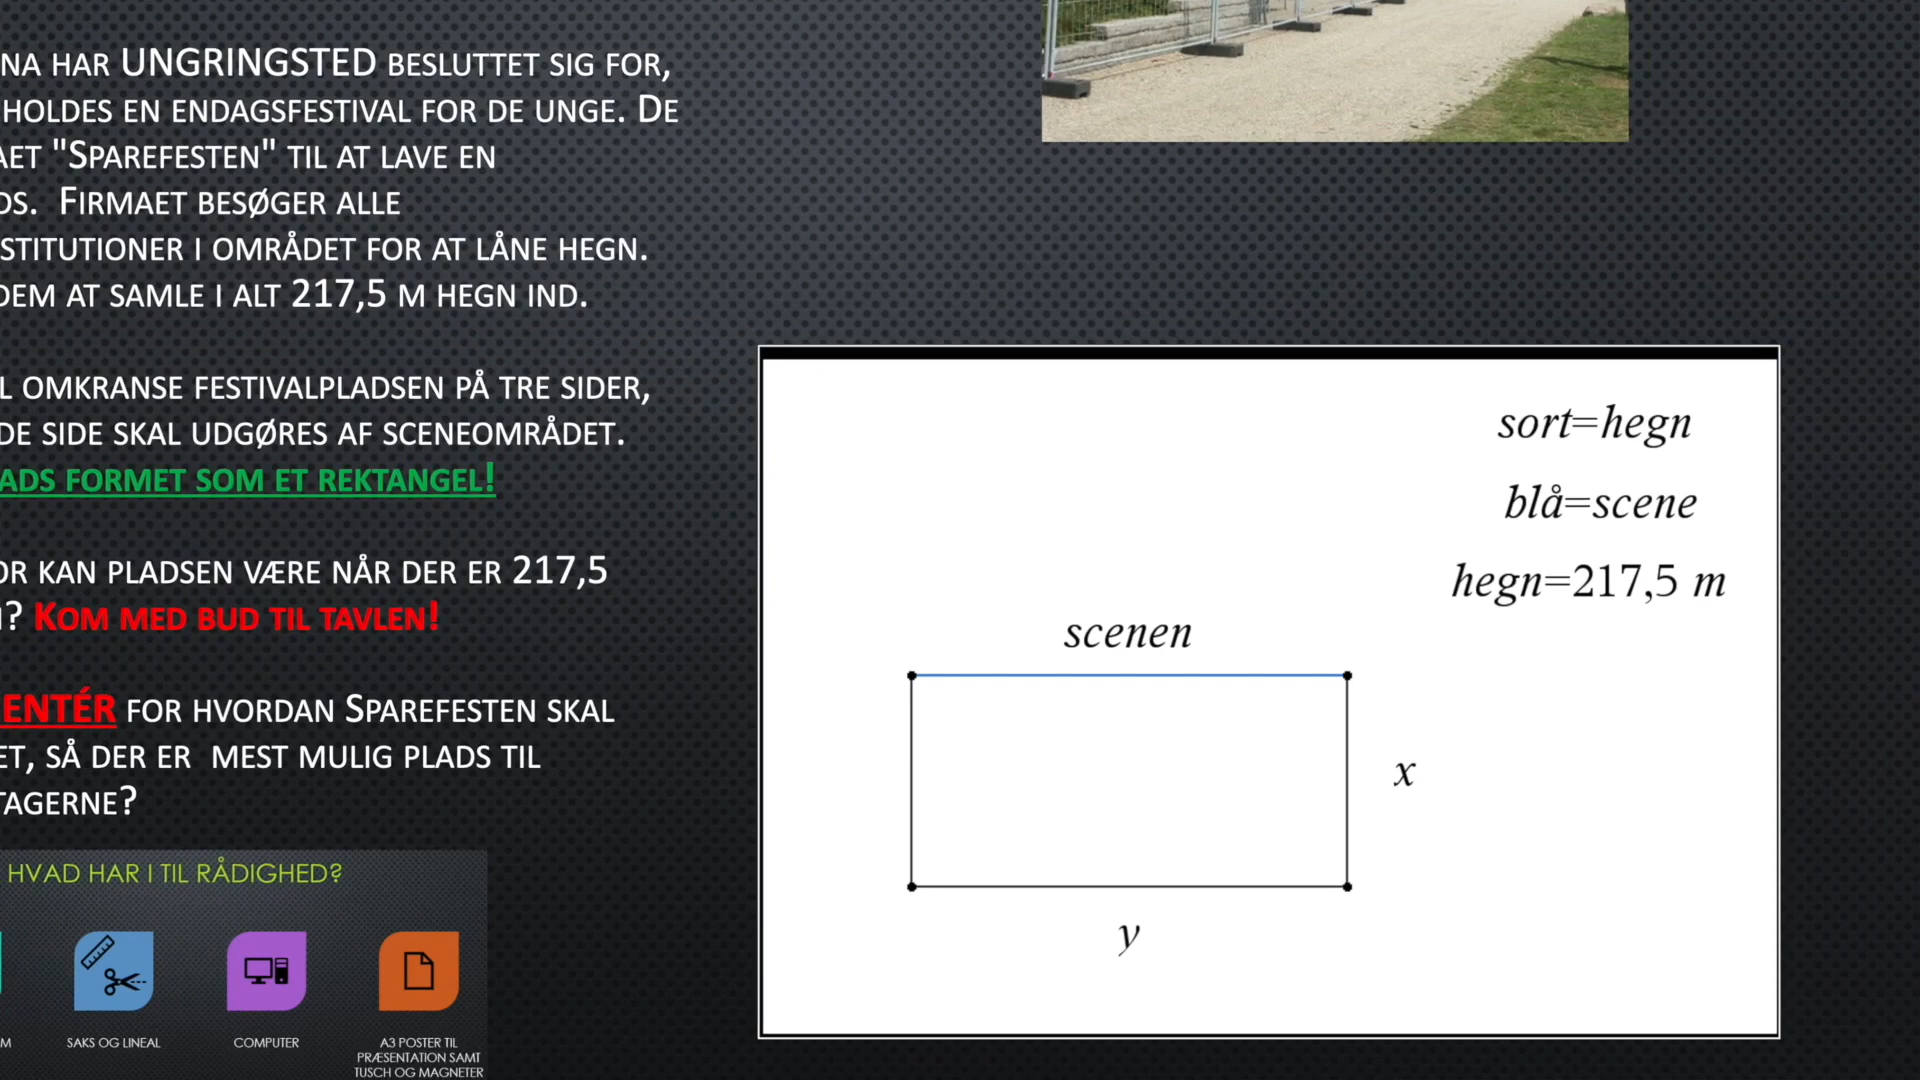 NA HAR UNGRINGSTED BESLUTTET SIG FOR,
HOLDES EN ENDAGSFESTIVAL FOR DE UNGE. DE
AET "SPAREFESTEN" TIL AT LAVE EN
DS. FIRMAET BESØGER ALLE
STITUTIONER I OMRÅDET FOR AT LÅNE HEGN.
DEM AT SAMLE I ALT 217,5 M HEGN IND.
L OMKRANSE FESTIVALPLADSEN PÅ TRE SIDER,
DE SIDE SKAL UDGØRES AF SCENEOMRÅDET.
ADS FORMET SOM ET REKTANGEL!
OR KAN PLADSEN VÆRE NÅR DER ER 217,5
? KOM MED BUD TIL TAVLEN!
ENTÉR FOR HVORDAN SPAREFESTEN SKAL
ET, SÅ DER ER MEST MULIG PLADS TIL
TAGERNE?
HVAD HAR I TIL RÅDIGHED?
M
SAKS OG LINEAL
COMPUTER
A3 POSTER TIL
PRÆSENTATION SAMT
TUSCH OG MAGNETER
sort=hegn
blå=scene
hegn=217,5 m
scenen
x
y